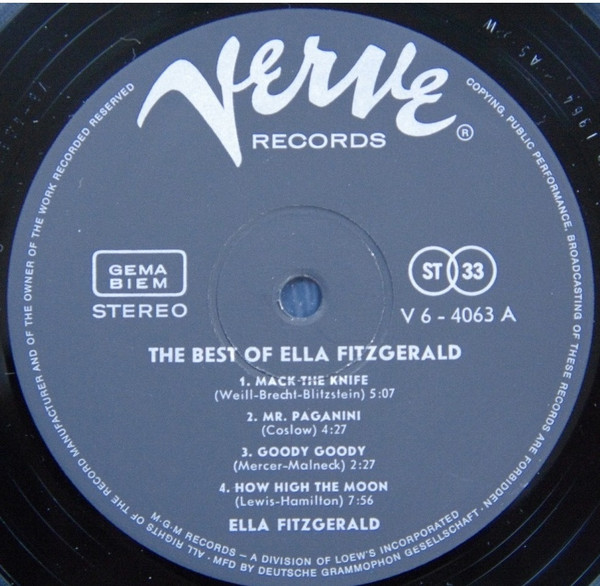 Verve
RECORDS ®
GEMA
BIEM
STEREO
ST 33
V 6 - 4063 A
THE BEST OF ELLA FITZGERALD
1. MACK THE KNIFE
(Weill-Brecht-Blitzstein) 5:07
2. MR. PAGANINI
(Coslow) 4:27
3. GOODY GOODY
(Mercer-Malneck) 2:27
4. HOW HIGH THE MOON
(Lewis-Hamilton) 7:56
ELLA FITZGERALD
M·G·M RECORDS – A DIVISION OF LOEW'S INCORPORATED
· ALL RIGHTS OF THE RECORD MANUFACTURER AND OF THE OWNER OF THE WORK RECORDED RESERVED
COPYING, PUBLIC PERFORMANCE, BROADCASTING OF THESE RECORDS ARE FORBIDDEN
· MFD BY DEUTSCHE GRAMMOPHON GESELLSCHAFT ·